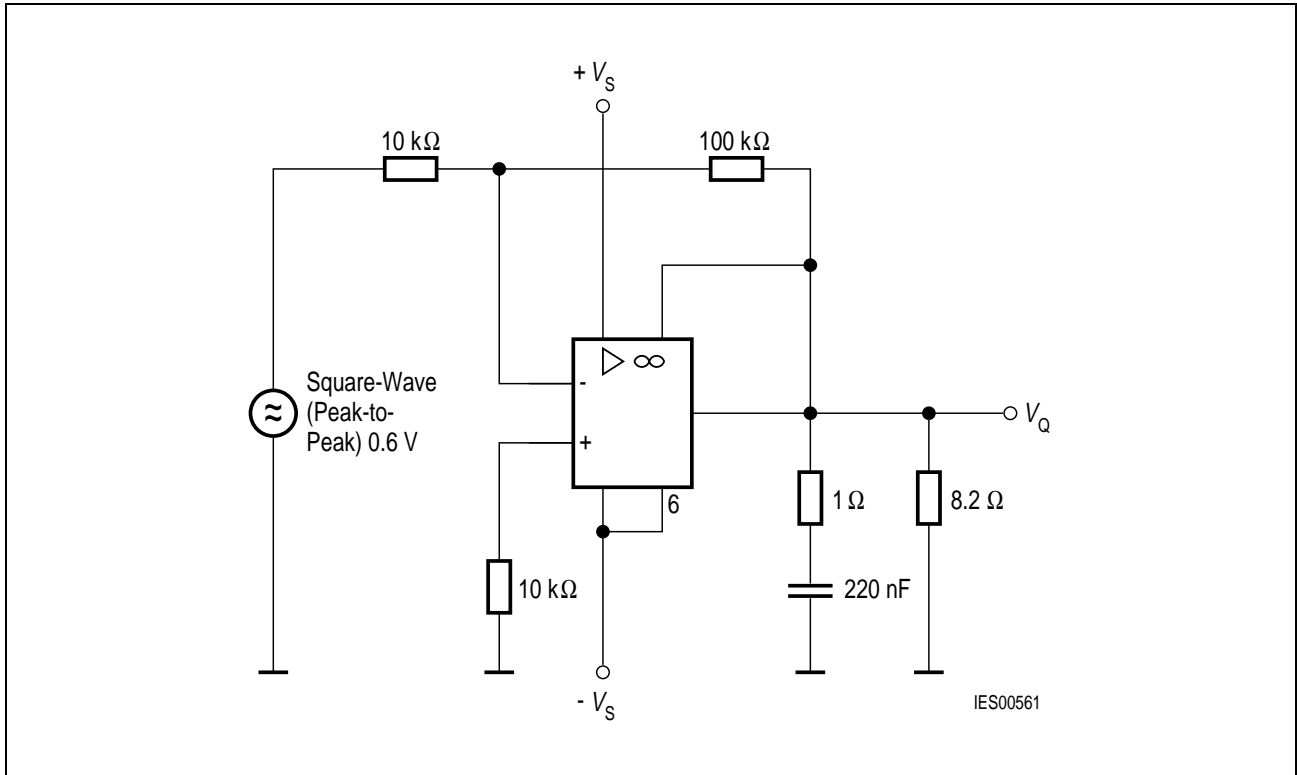 + V_S
10 kΩ
100 kΩ
▷ ∞
-
+
6
Square-Wave
(Peak-to-
Peak) 0.6 V
≈
V_Q
1 Ω
8.2 Ω
10 kΩ
220 nF
- V_S
IES00561